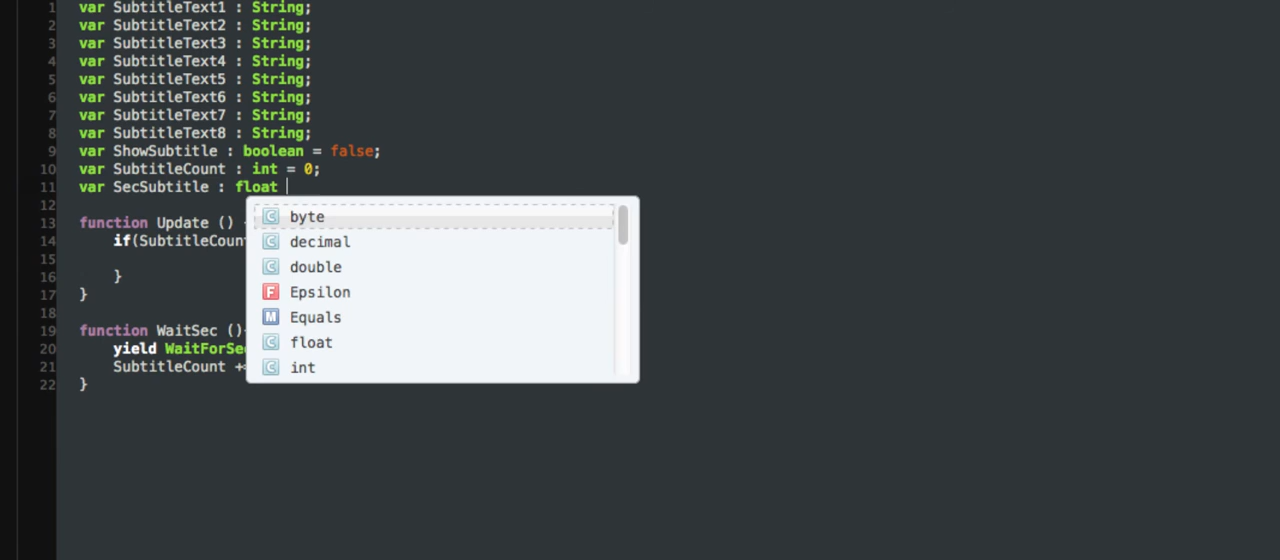 1 var SubtitleText1 : String;
2 var SubtitleText2 : String;
3 var SubtitleText3 : String;
4 var SubtitleText4 : String;
5 var SubtitleText5 : String;
6 var SubtitleText6 : String;
7 var SubtitleText7 : String;
8 var SubtitleText8 : String;
9 var ShowSubtitle : boolean = false;
10 var SubtitleCount : int = 0;
11 var SecSubtitle : float
12
13 function Update ()
14 if(SubtitleCount
15
16 }
17 }
18
19 function WaitSec (){
20 yield WaitForSe
21 SubtitleCount +=
22 }
C byte
C decimal
C double
F Epsilon
M Equals
C float
C int